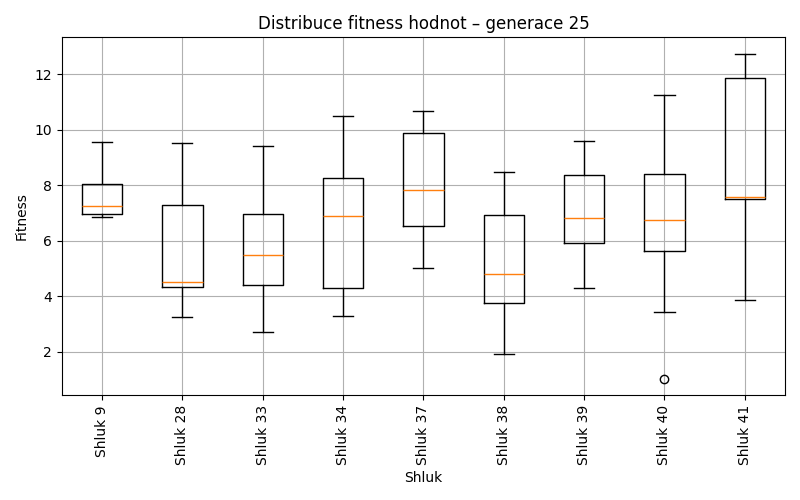 Distribuce fitness hodnot – generace 25
Fitness
12
10
8
6
4
2
Shluk 9
Shluk 28
Shluk 33
Shluk 34
Shluk 37
Shluk 38
Shluk 39
Shluk 40
Shluk 41
Shluk